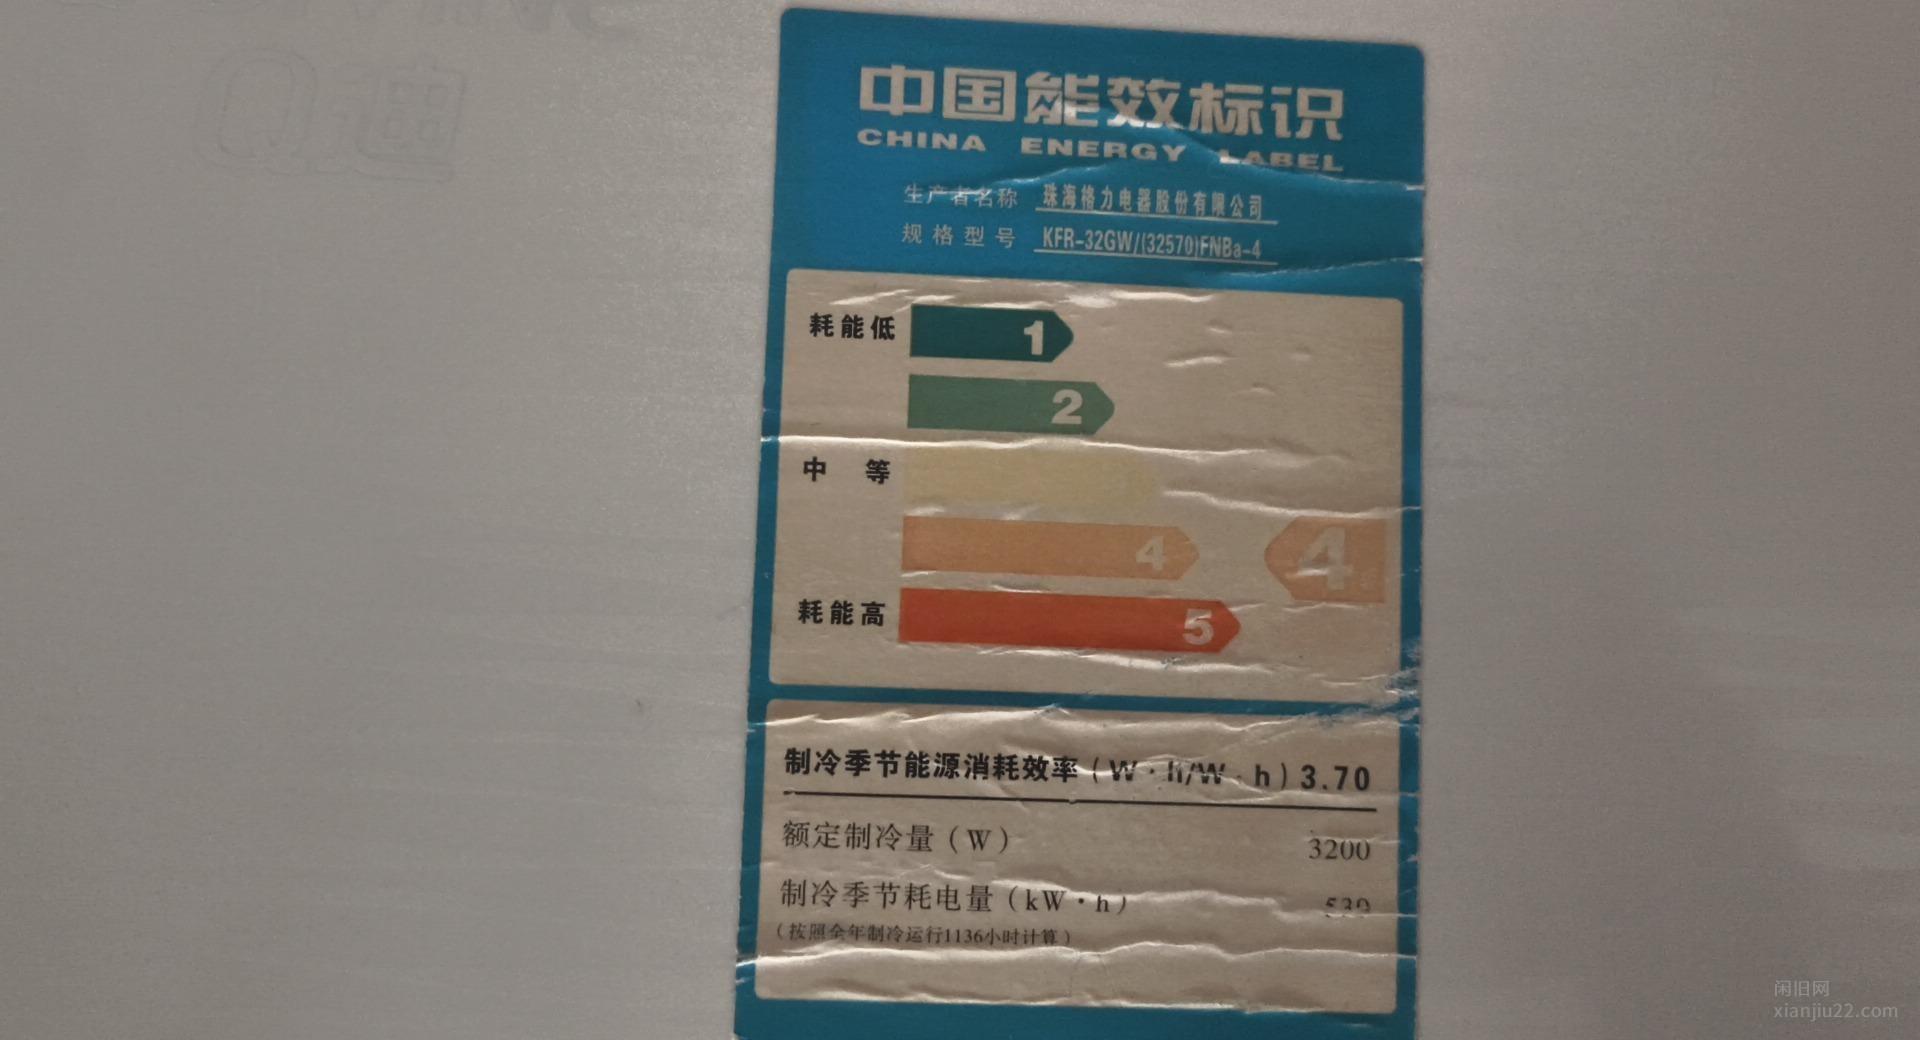 中国能效标识
CHINA ENERGY LABEL
生产者名称 珠海格力电器股份有限公司
规格型号 KFR-32GW/(32570)FNBa-4
耗能低 1
2
中 等
4 4
耗能高 5
制冷季节能源消耗效率(W·h/W·h) 3.70
额定制冷量(W) 3200
制冷季节耗电量(kW·h) 539
(按照全年制冷运行1136小时计算)
闲旧网
xianjiu22.com